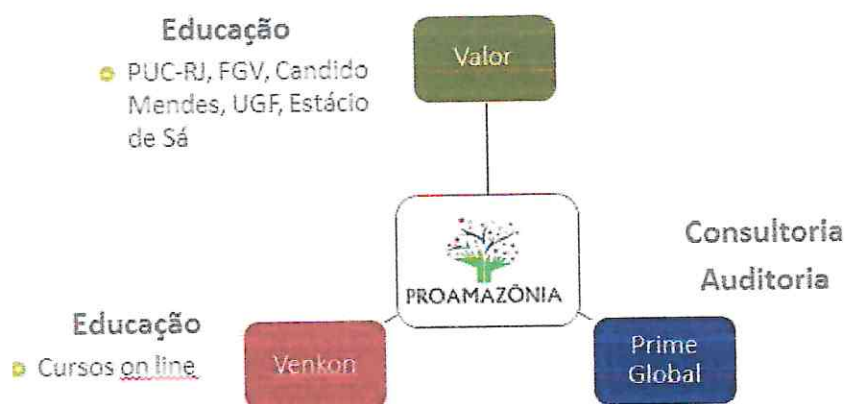 Educação
PUC-RJ, FGV, Candido
Mendes, UGF, Estácio
de Sá
Valor
PROAMAZÔNIA
Consultoria
Auditoria
Educação
Cursos on line
Venkon
Prime
Global